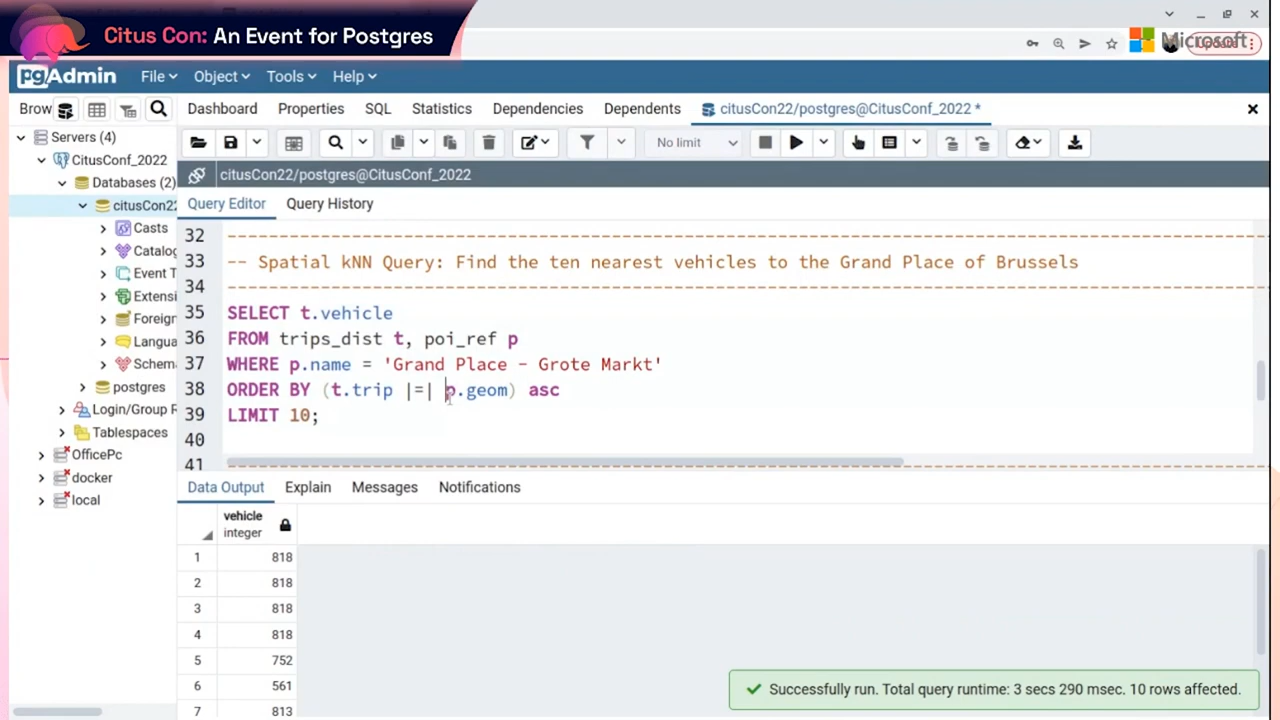 Citus Con: An Event for Postgres
Microsoft
pgAdmin File Object Tools Help
Brow Dashboard Properties SQL Statistics Dependencies Dependents citusCon22/postgres@CitusConf_2022 *
No limit
citusCon22/postgres@CitusConf_2022
Query Editor Query History
Servers (4)
CitusConf_2022
Databases (2)
citusCon22
Casts
Catalog
Event T
Extensi
Foreign
Langua
Schem
postgres
Login/Group R
Tablespaces
OfficePc
docker
local
32 --------------------------------------------------------------------------------
33 -- Spatial kNN Query: Find the ten nearest vehicles to the Grand Place of Brussels
34 --------------------------------------------------------------------------------
35 SELECT t.vehicle
36 FROM trips_dist t, poi_ref p
37 WHERE p.name = 'Grand Place - Grote Markt'
38 ORDER BY (t.trip |=| p.geom) asc
39 LIMIT 10;
40
41
Data Output Explain Messages Notifications
vehicle
integer
1 818
2 818
3 818
4 818
5 752
6 561
7 813
Successfully run. Total query runtime: 3 secs 290 msec. 10 rows affected.